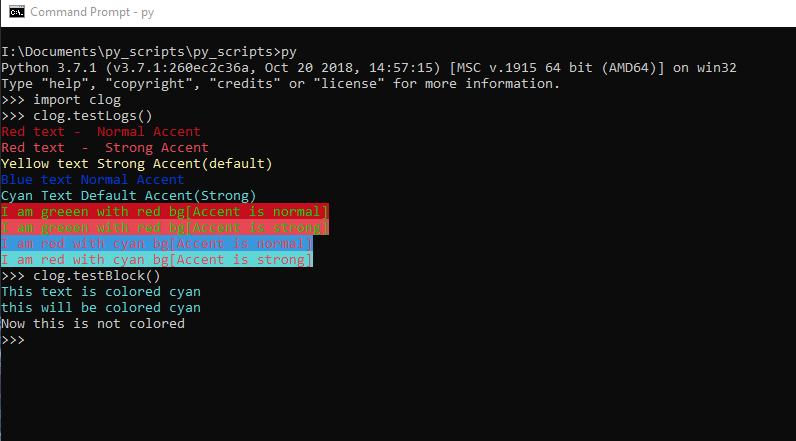 Command Prompt - py
I:\Documents\py_scripts\py_scripts>py
Python 3.7.1 (v3.7.1:260ec2c36a, Oct 20 2018, 14:57:15) [MSC v.1915 64 bit (AMD64)] on win32
Type "help", "copyright", "credits" or "license" for more information.
>>> import clog
>>> clog.testLogs()
Red text -  Normal Accent
Red text  -  Strong Accent
Yellow text Strong Accent(default)
Blue text Normal Accent
Cyan Text Default Accent(Strong)
I am greeen with red bg[Accent is normal]
I am greeen with red bg[Accent is strong]
I am red with cyan bg[Accent is normal]
I am red with cyan bg[Accent is strong]
>>> clog.testBlock()
This text is colored cyan
this will be colored cyan
Now this is not colored
>>>